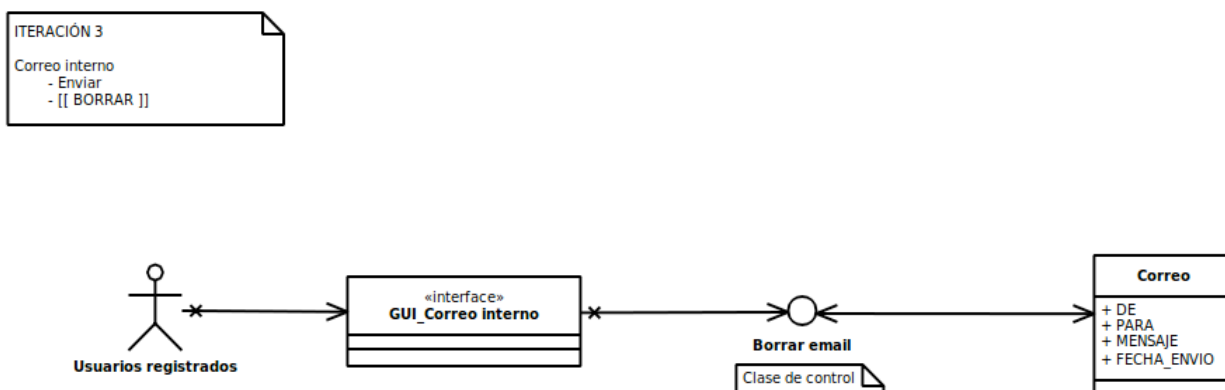 ITERACIÓN 3
Correo interno
- Enviar
- [[ BORRAR ]]
«interface»
GUI_Correo interno
Usuarios registrados
Borrar email
Clase de control
Correo
+ DE
+ PARA
+ MENSAJE
+ FECHA_ENVIO